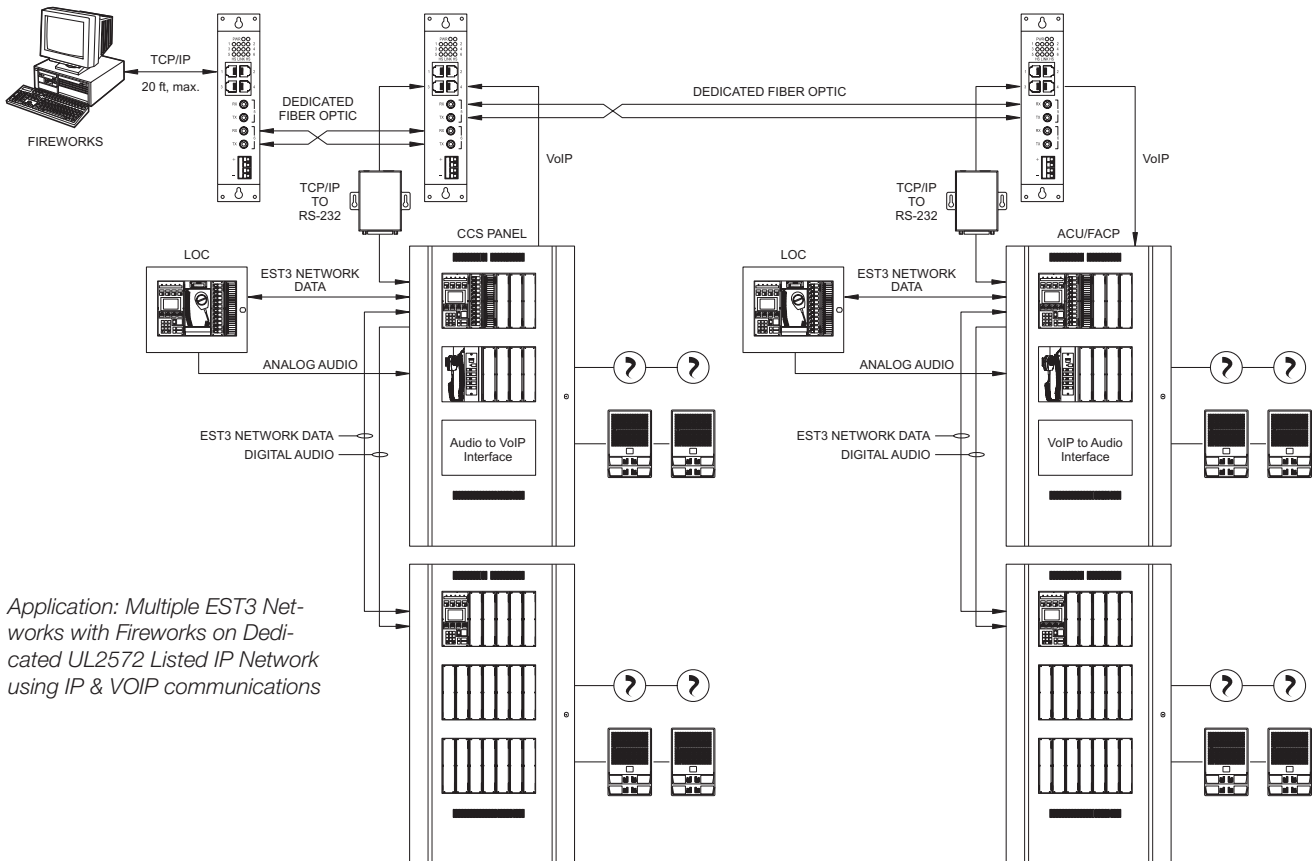 TCP/IP
20 ft, max.
FIREWORKS
DEDICATED
FIBER OPTIC
DEDICATED FIBER OPTIC
VoIP
VoIP
TCP/IP
TO
RS-232
TCP/IP
TO
RS-232
CCS PANEL
ACU/FACP
LOC
LOC
EST3 NETWORK
DATA
EST3 NETWORK
DATA
ANALOG AUDIO
ANALOG AUDIO
EST3 NETWORK DATA
DIGITAL AUDIO
Audio to VoIP
Interface
EST3 NETWORK DATA
DIGITAL AUDIO
VoIP to Audio
Interface
Application: Multiple EST3 Net-
works with Fireworks on Dedi-
cated UL2572 Listed IP Network
using IP & VOIP communications